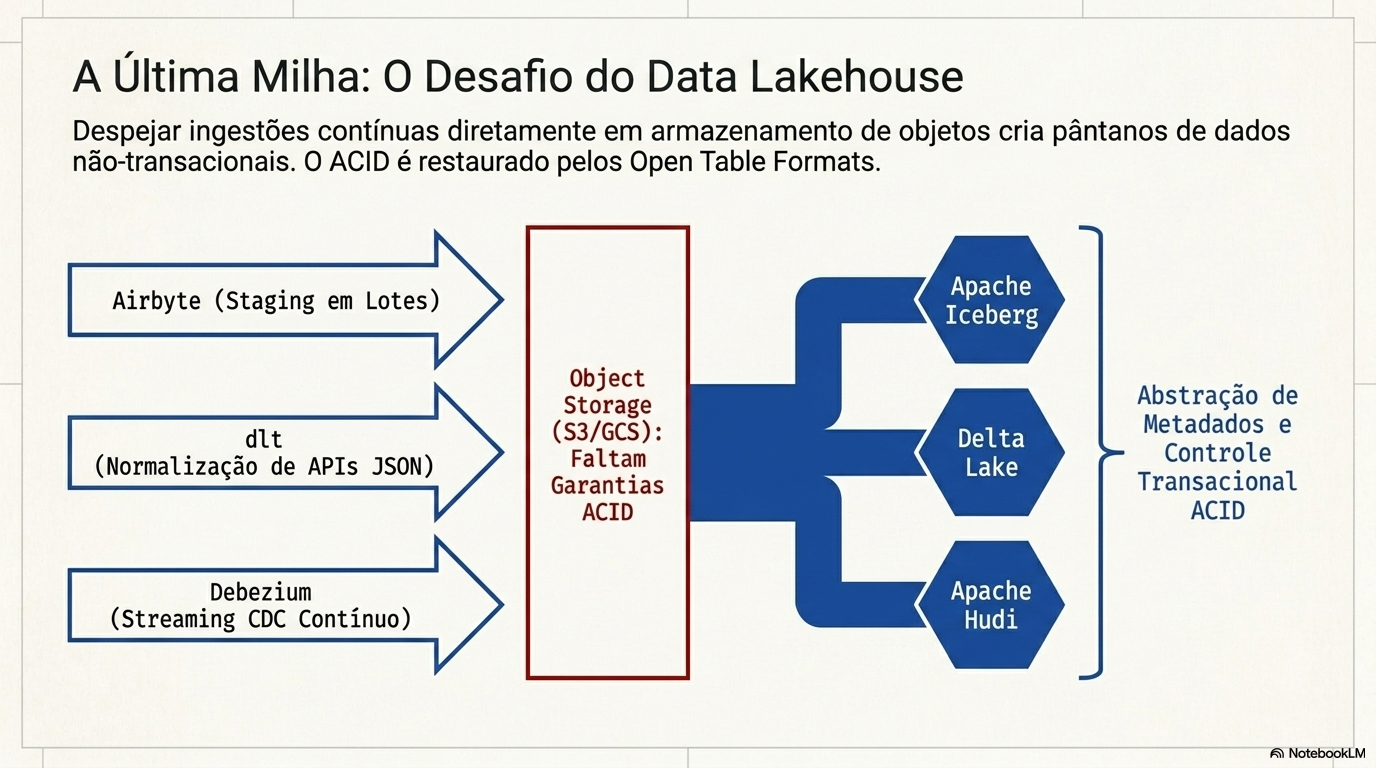 A Última Milha: O Desafio do Data Lakehouse
Despejar ingestões contínuas diretamente em armazenamento de objetos cria pântanos de dados
não-transacionais. O ACID é restaurado pelos Open Table Formats.
Airbyte (Staging em Lotes)
dlt
(Normalização de APIs JSON)
Debezium
(Streaming CDC Contínuo)
Object
Storage
(S3/GCS):
Faltam
Garantias
ACID
Apache
Iceberg
Delta
Lake
Apache
Hudi
Abstração de
Metadados e
Controle
Transacional
ACID
NotebookLM